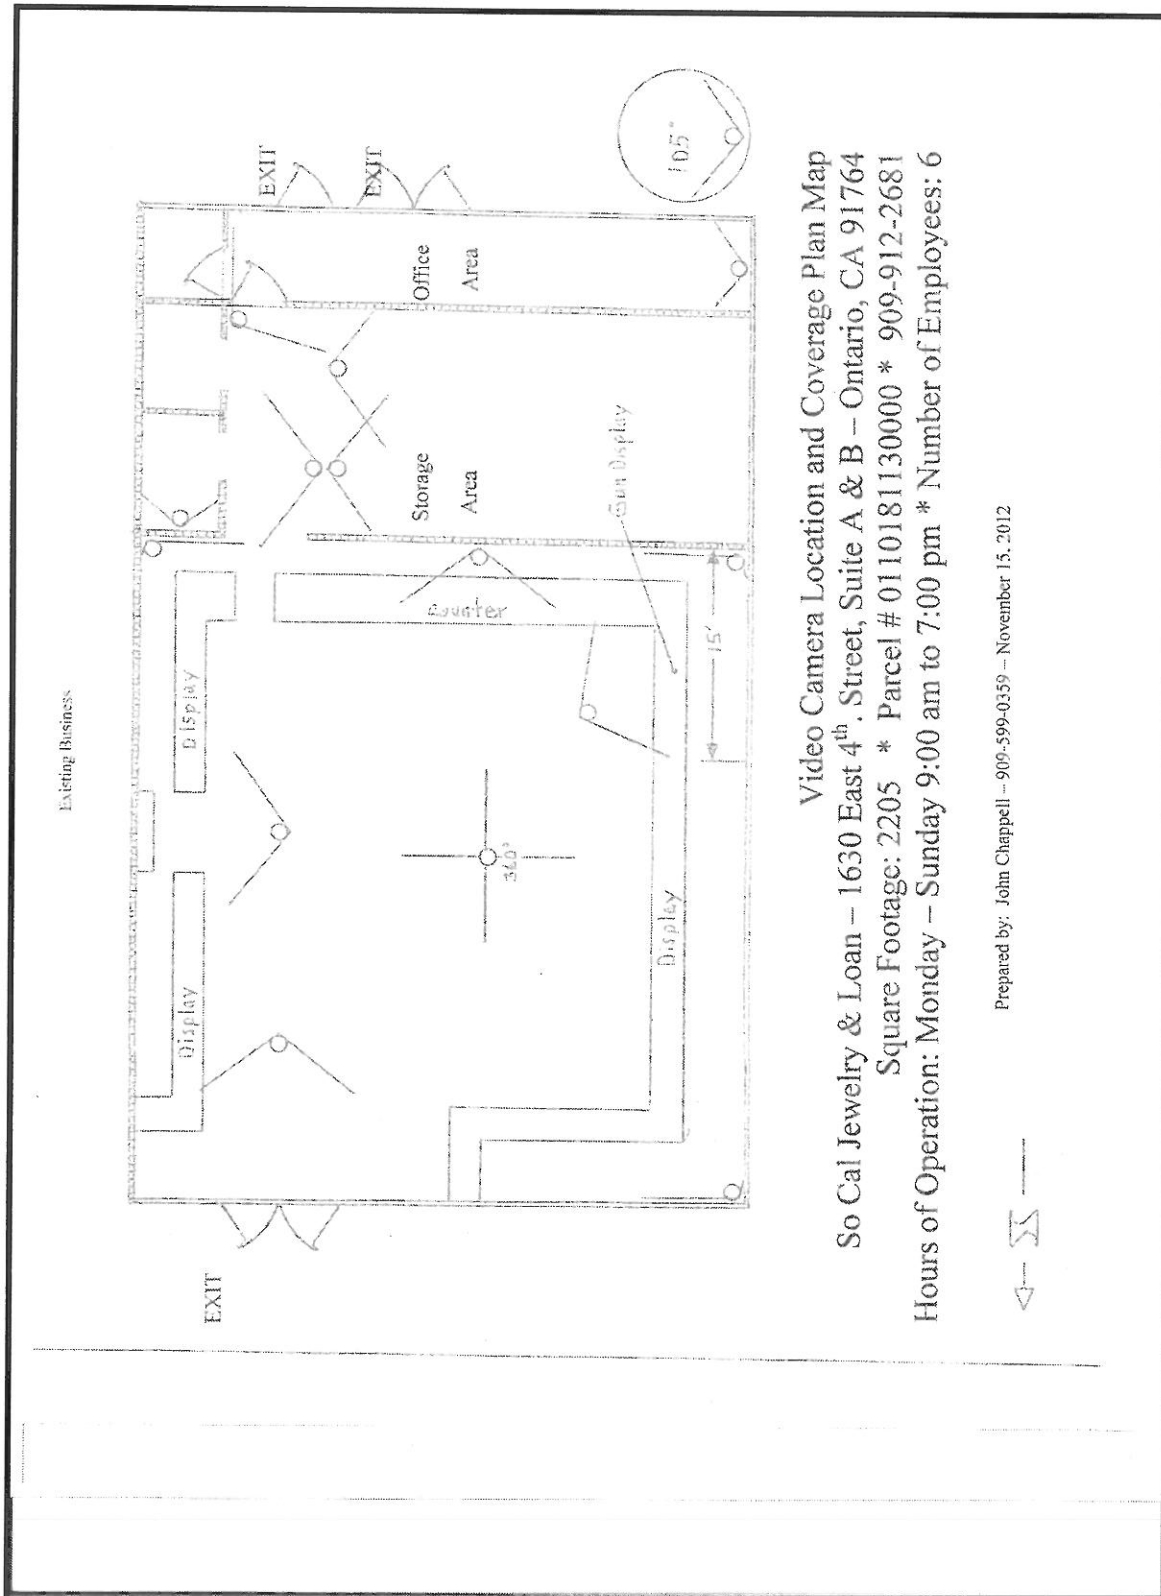 Existing Business
EXIT
Display
Display
EXIT
EXIT
Office
Area
Storage
Area
Counter
360°
Display
Gun Display
15'
105°
Video Camera Location and Coverage Plan Map
So Cal Jewelry & Loan – 1630 East 4th. Street, Suite A & B – Ontario, CA 91764
Square Footage: 2205 * Parcel # 0110181130000 * 909-912-2681
Hours of Operation: Monday – Sunday 9:00 am to 7:00 pm * Number of Employees: 6
Prepared by: John Chappell – 909-599-0359 – November 15, 2012
N